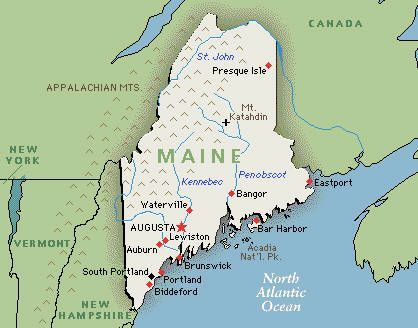 CANADA
St. John
Presque Isle
APPALACHIAN MTS.
Mt.
Katahdin
NEW
YORK
MAINE
Kennebec
Penobscot
Eastport
Bangor
Waterville
AUGUSTA
Lewiston
Bar Harbor
VERMONT
Auburn
Acadia
Nat'l. Pk.
Brunswick
South Portland
Portland
Biddeford
North
Atlantic
Ocean
NEW
HAMPSHIRE